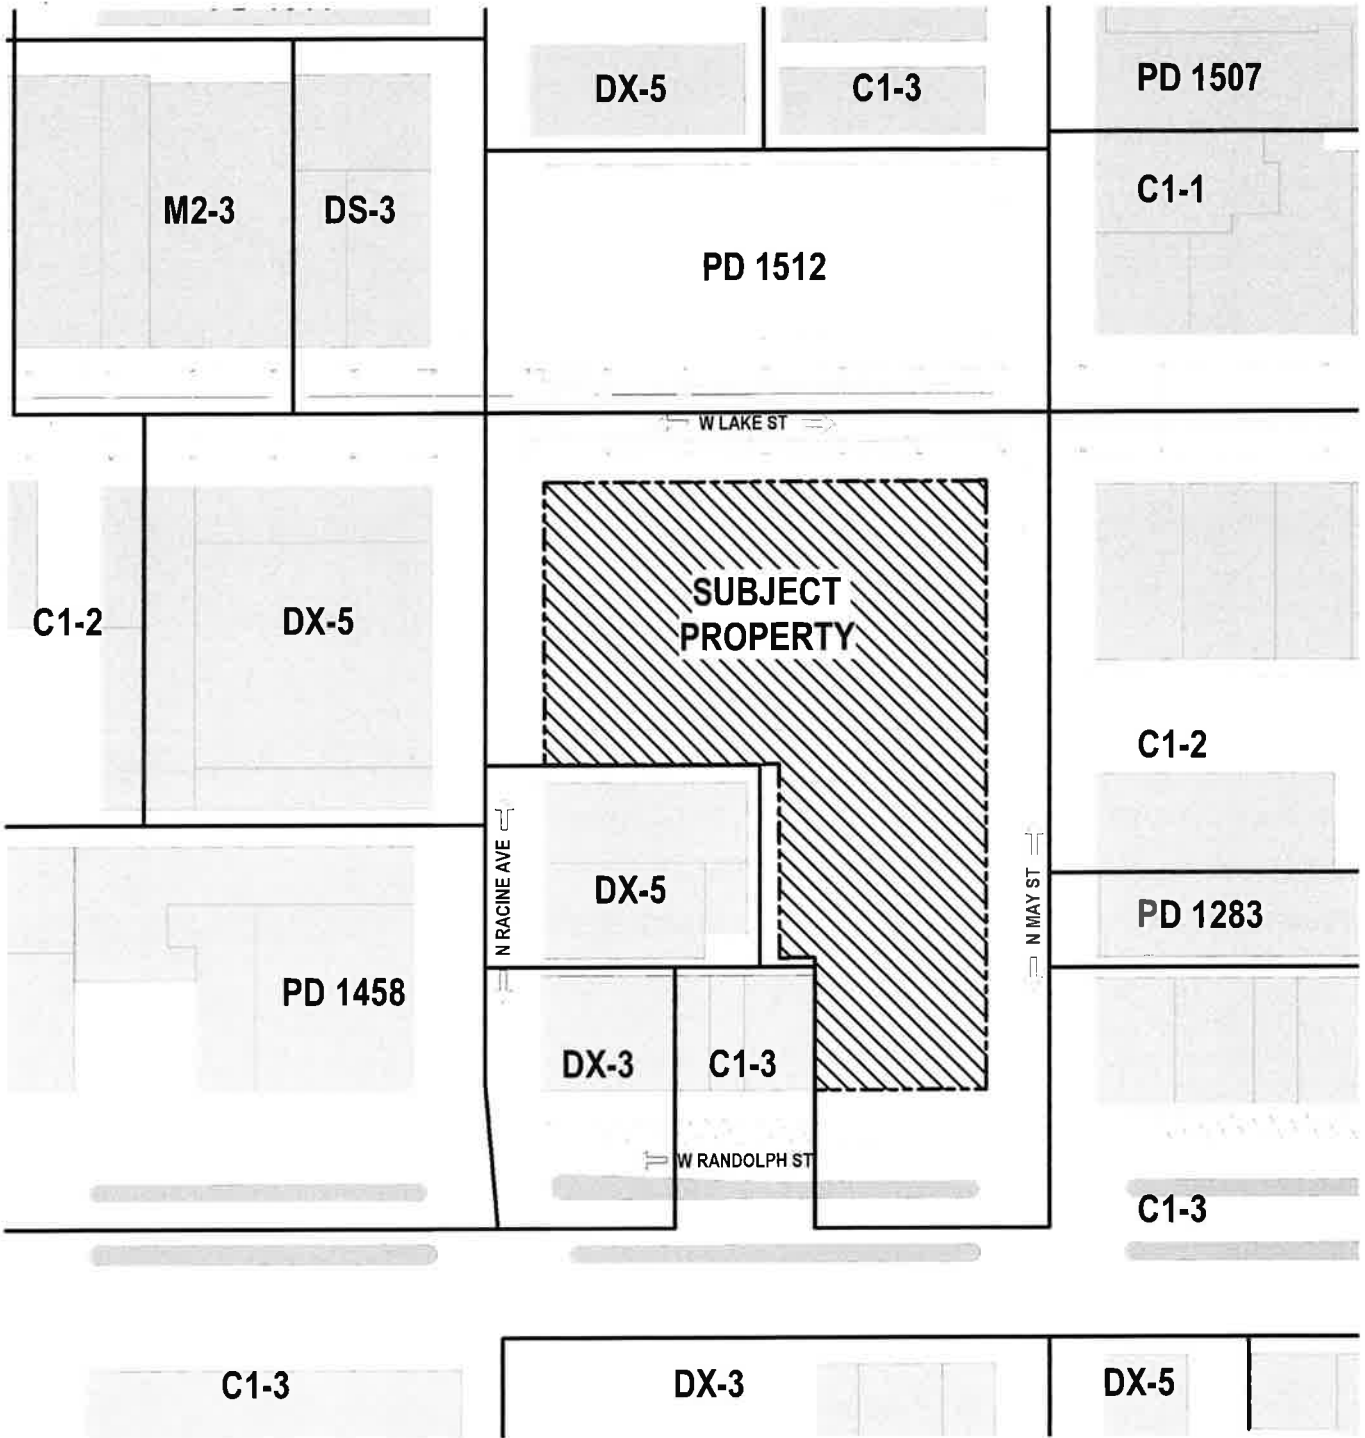 DX-5
C1-3
PD 1507
M2-3
DS-3
C1-1
PD 1512
W LAKE ST
SUBJECT
PROPERTY
C1-2
DX-5
C1-2
N RACINE AVE
DX-5
N MAY ST
PD 1283
PD 1458
DX-3
C1-3
W RANDOLPH ST
C1-3
C1-3
DX-3
DX-5